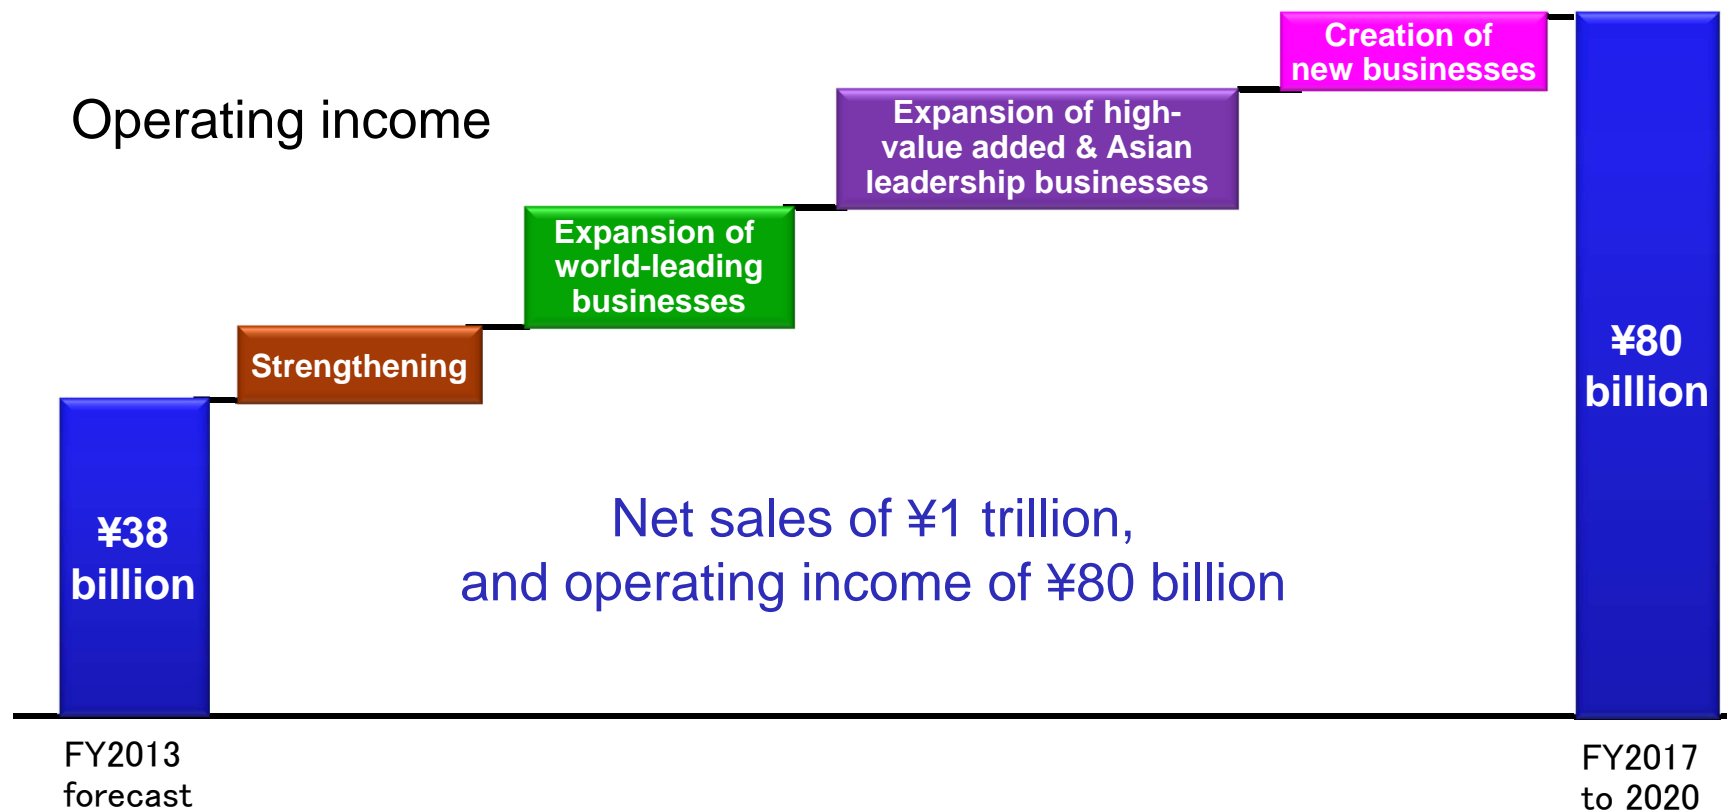 Operating income
Creation of
new businesses
Expansion of high-
value added & Asian
leadership businesses
Expansion of
world-leading
businesses
Strengthening
¥38
billion
¥80
billion
Net sales of ¥1 trillion,
and operating income of ¥80 billion
FY2013
forecast
FY2017
to 2020